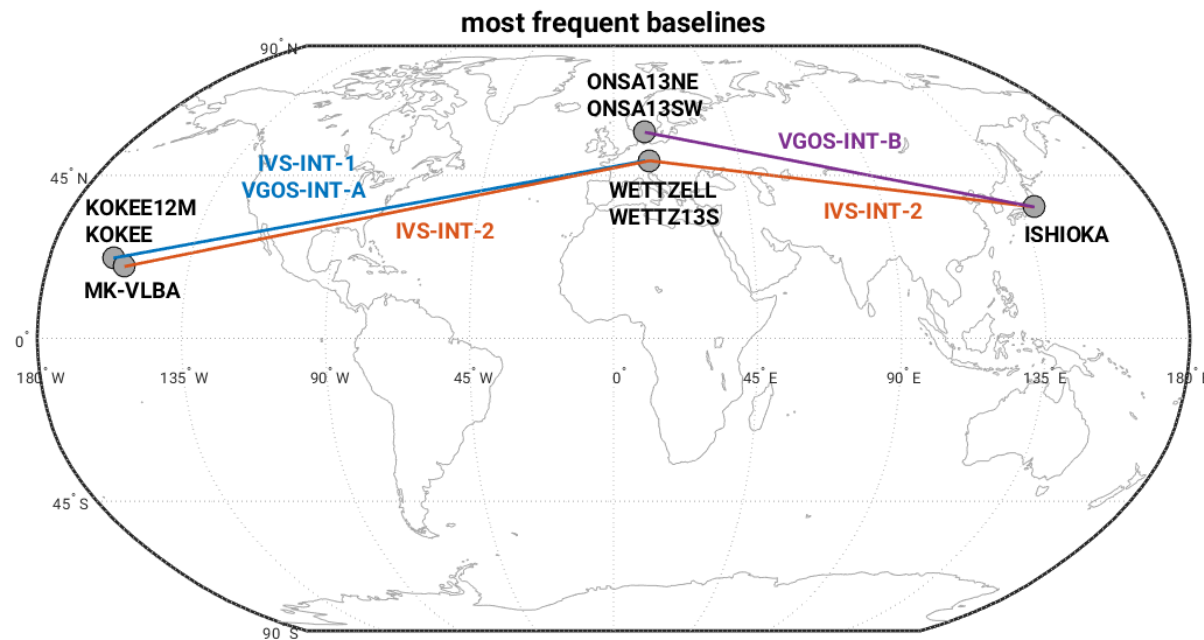 most frequent baselines
90° N
ONSA13NE
ONSA13SW
VGOS-INT-B
IVS-INT-1
VGOS-INT-A
45° N
WETTZELL
WETTZ13S
KOKEE12M
KOKEE
IVS-INT-2
IVS-INT-2
ISHIOKA
MK-VLBA
0°
180° W
135° W
90° W
45° W
0°
45° E
90° E
135° E
180°
45° S
90° S